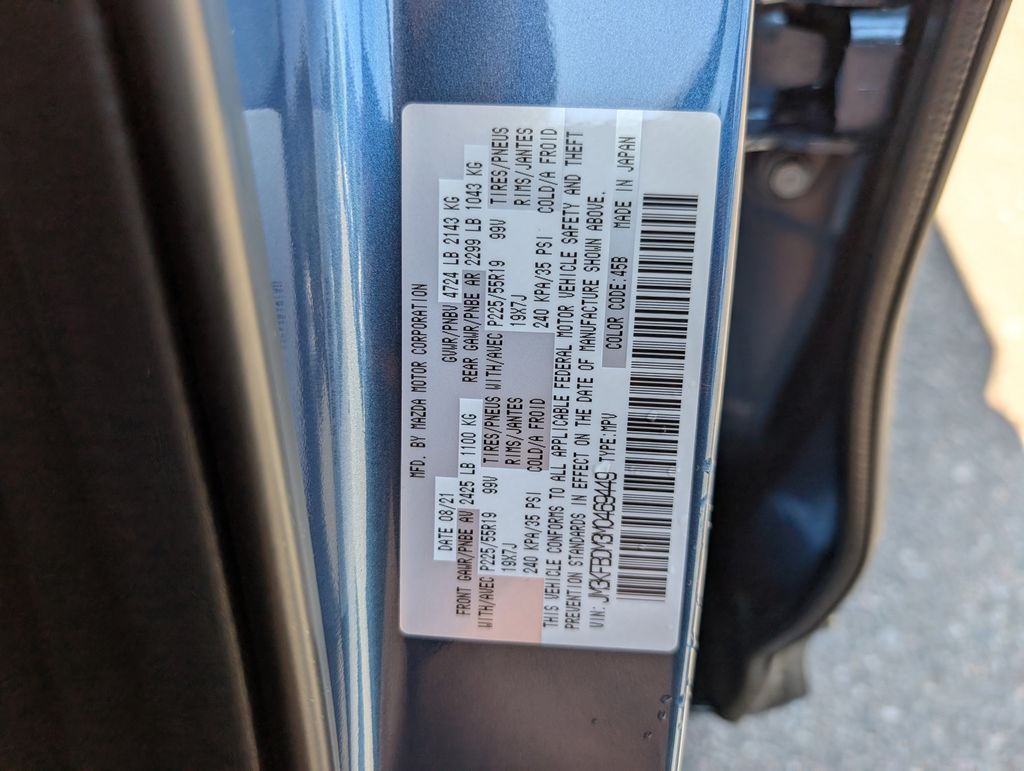 MFD. BY MAZDA MOTOR CORPORATION
DATE 08/21 GVWR/PNBV 4724 LB 2143 KG
FRONT GAWR/PNBE AV 2425 LB 1100 KG REAR GAWR/PNBE AR 2299 LB 1043 KG
WITH/AVEC P225/55R19 99V TIRES/PNEUS WITH/AVEC P225/55R19 99V TIRES/PNEUS
19X7J RIMS/JANTES 19X7J RIMS/JANTES
240 KPA/35 PSI COLD/A FROID 240 KPA/35 PSI COLD/A FROID
THIS VEHICLE CONFORMS TO ALL APPLICABLE FEDERAL MOTOR VEHICLE SAFETY AND THEFT
PREVENTION STANDARDS IN EFFECT ON THE DATE OF MANUFACTURE SHOWN ABOVE.
VIN: JM3KFBDY3N0469449 TYPE:MPV COLOR CODE:45B MADE IN JAPAN